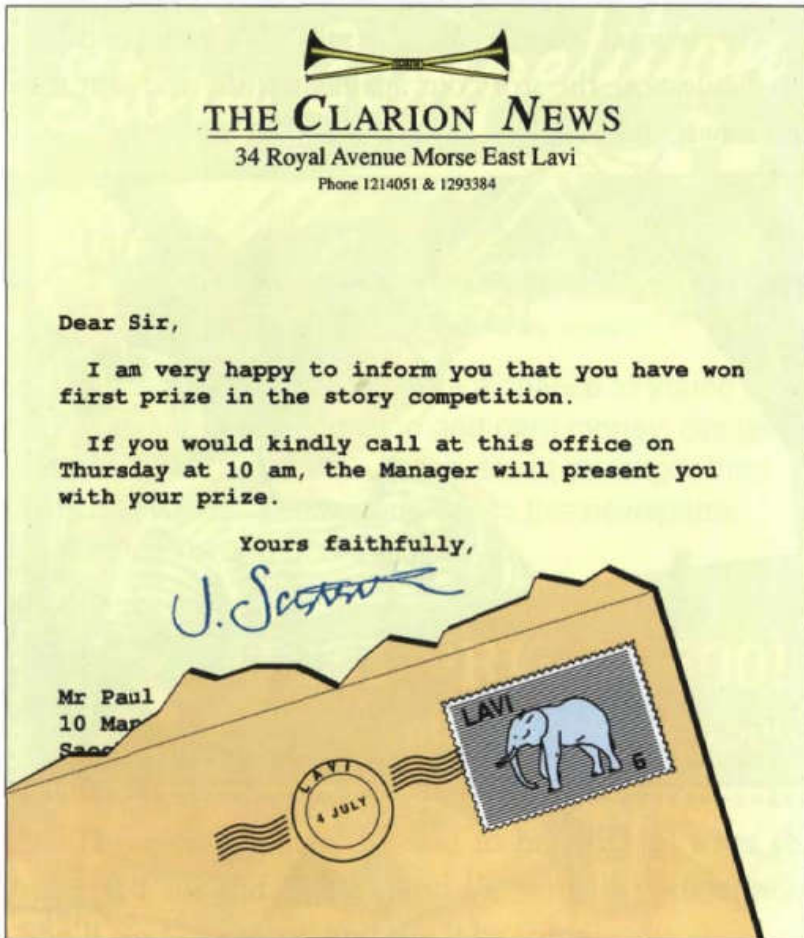 THE CLARION NEWS
34 Royal Avenue Morse East Lavi
Phone 1214051 & 1293384
Dear Sir,
I am very happy to inform you that you have won
first prize in the story competition.
If you would kindly call at this office on
Thursday at 10 am, the Manager will present you
with your prize.
Yours faithfully,
Mr Paul
10
LAVI
6
LAVI
4 JULY